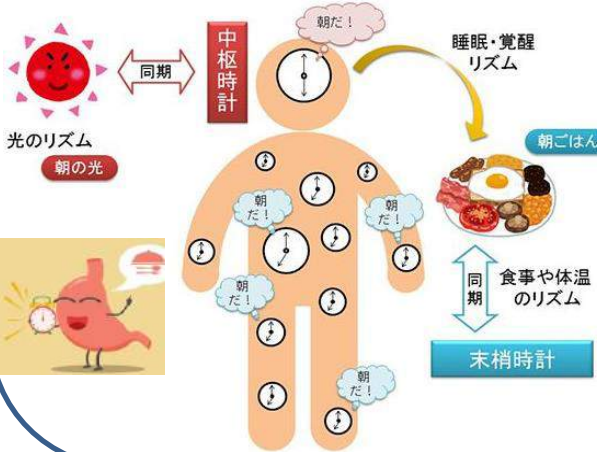 朝だ！
中枢時計
同期
光のリズム
朝の光
睡眠・覚醒
リズム
朝ごはん
朝
だ！
朝
だ！
朝
だ！
朝
だ！
同期
食事や体温
のリズム
末梢時計